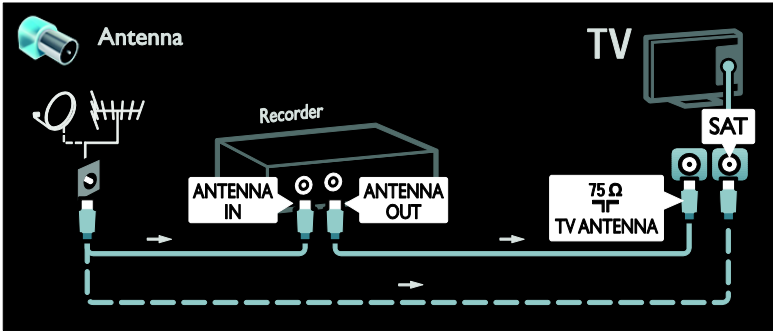 Antenna
TV
Recorder
SAT
ANTENNA
IN
ANTENNA
OUT
75 Ω
TV ANTENNA